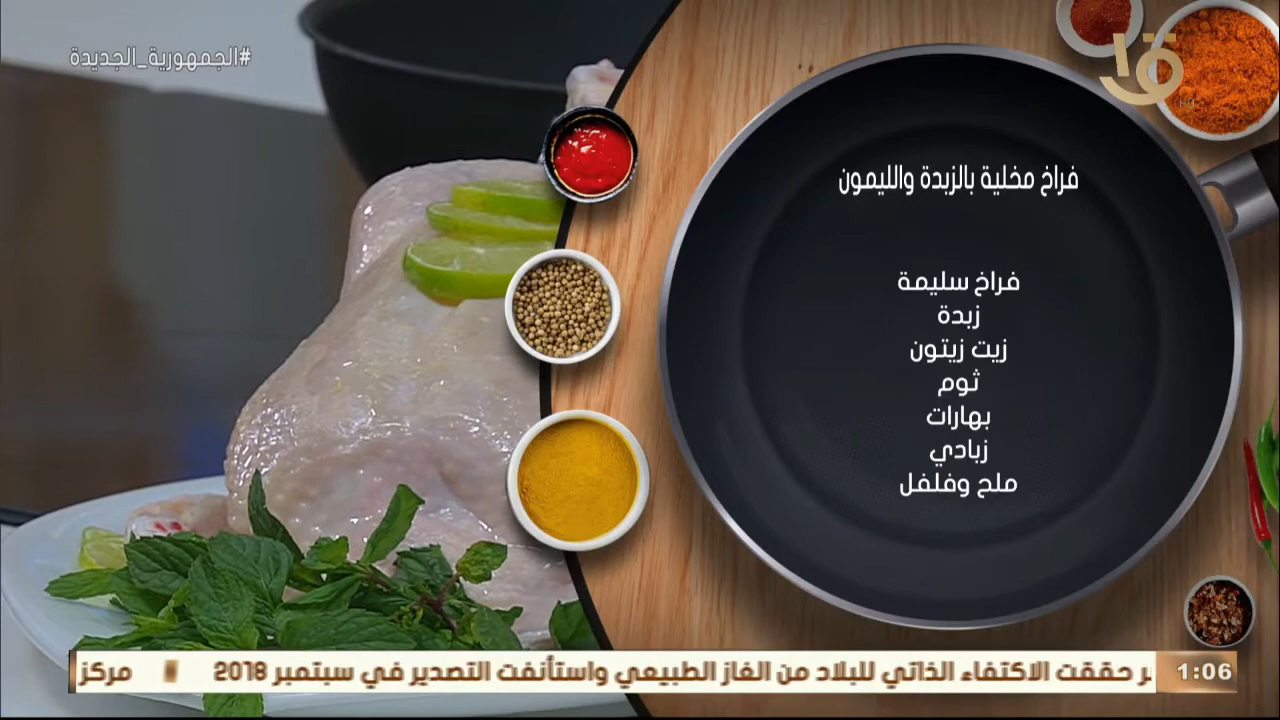 #الجمهورية_الجديدة
HD
فراخ مخلية بالزبدة والليمون
فراخ سليمة
زبدة
زيت زيتون
ثوم
بهارات
زبادي
ملح وفلفل
حققت الاكتفاء الذاتي للبلاد من الغاز الطبيعي واستأنفت التصدير في سبتمبر 2018
مركز
1:06